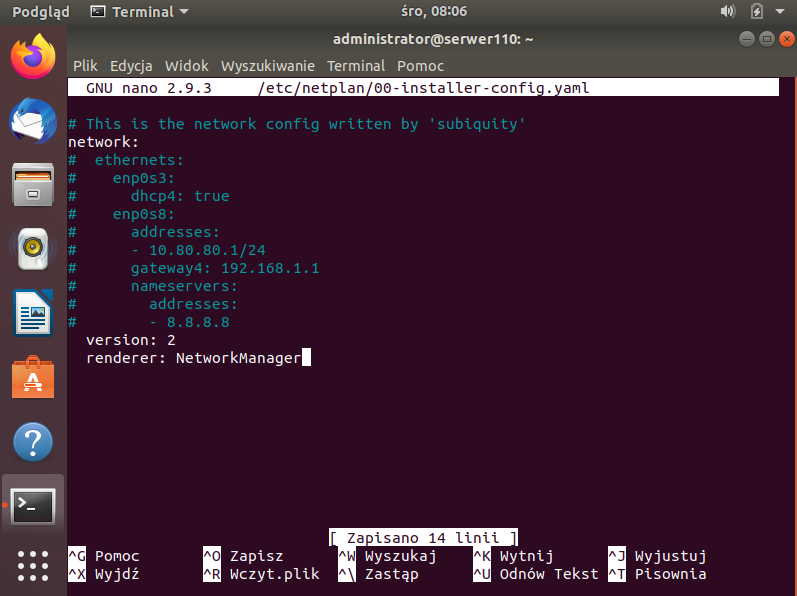 Podgląd Terminal śro, 08:06
administrator@serwer110: ~
Plik Edycja Widok Wyszukiwanie Terminal Pomoc
GNU nano 2.9.3 /etc/netplan/00-installer-config.yaml
# This is the network config written by 'subiquity'
network:
#  ethernets:
#    enp0s3:
#      dhcp4: true
#    enp0s8:
#      addresses:
#      - 10.80.80.1/24
#      gateway4: 192.168.1.1
#      nameservers:
#        addresses:
#        - 8.8.8.8
  version: 2
  renderer: NetworkManager
[ Zapisano 14 linii ]
^G Pomoc ^O Zapisz ^W Wyszukaj ^K Wytnij ^J Wyjustuj
^X Wyjdź ^R Wczyt.plik ^\ Zastąp ^U Odnów Tekst ^T Pisownia